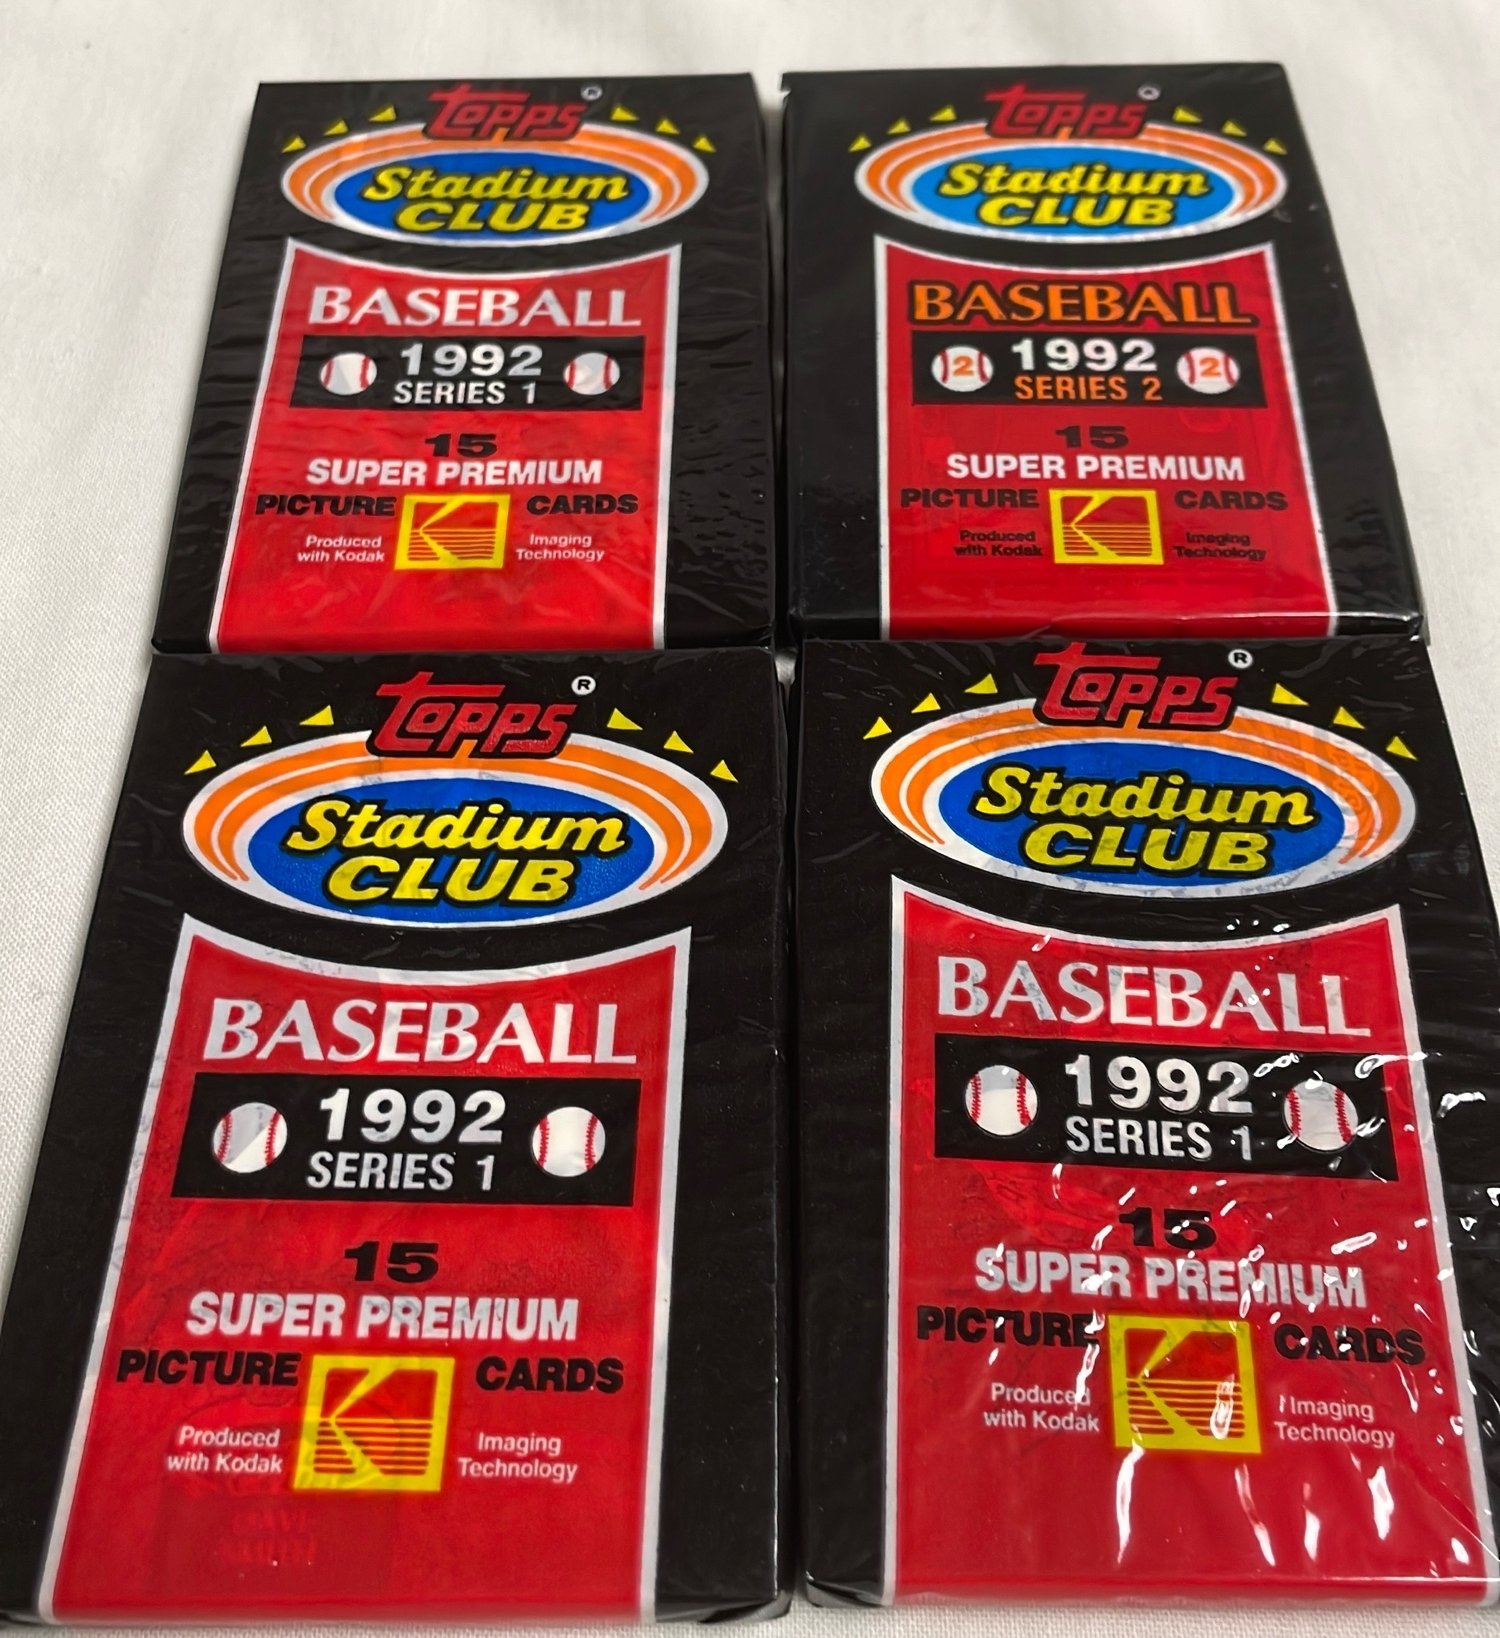 Topps ®
Stadium
CLUB
BASEBALL
1992
SERIES 1
15
SUPER PREMIUM
PICTURE CARDS
Produced with Kodak
Imaging Technology
Topps ®
Stadium
CLUB
BASEBALL
2 1992 2
SERIES 2
15
SUPER PREMIUM
PICTURE CARDS
Produced with Kodak
Imaging Technology
Topps ®
Stadium
CLUB
BASEBALL
1992
SERIES 1
15
SUPER PREMIUM
PICTURE CARDS
Produced with Kodak
Imaging Technology
Topps ®
Stadium
CLUB
BASEBALL
1992
SERIES 1
15
SUPER PREMIUM
PICTURE CARDS
Produced with Kodak
Imaging Technology